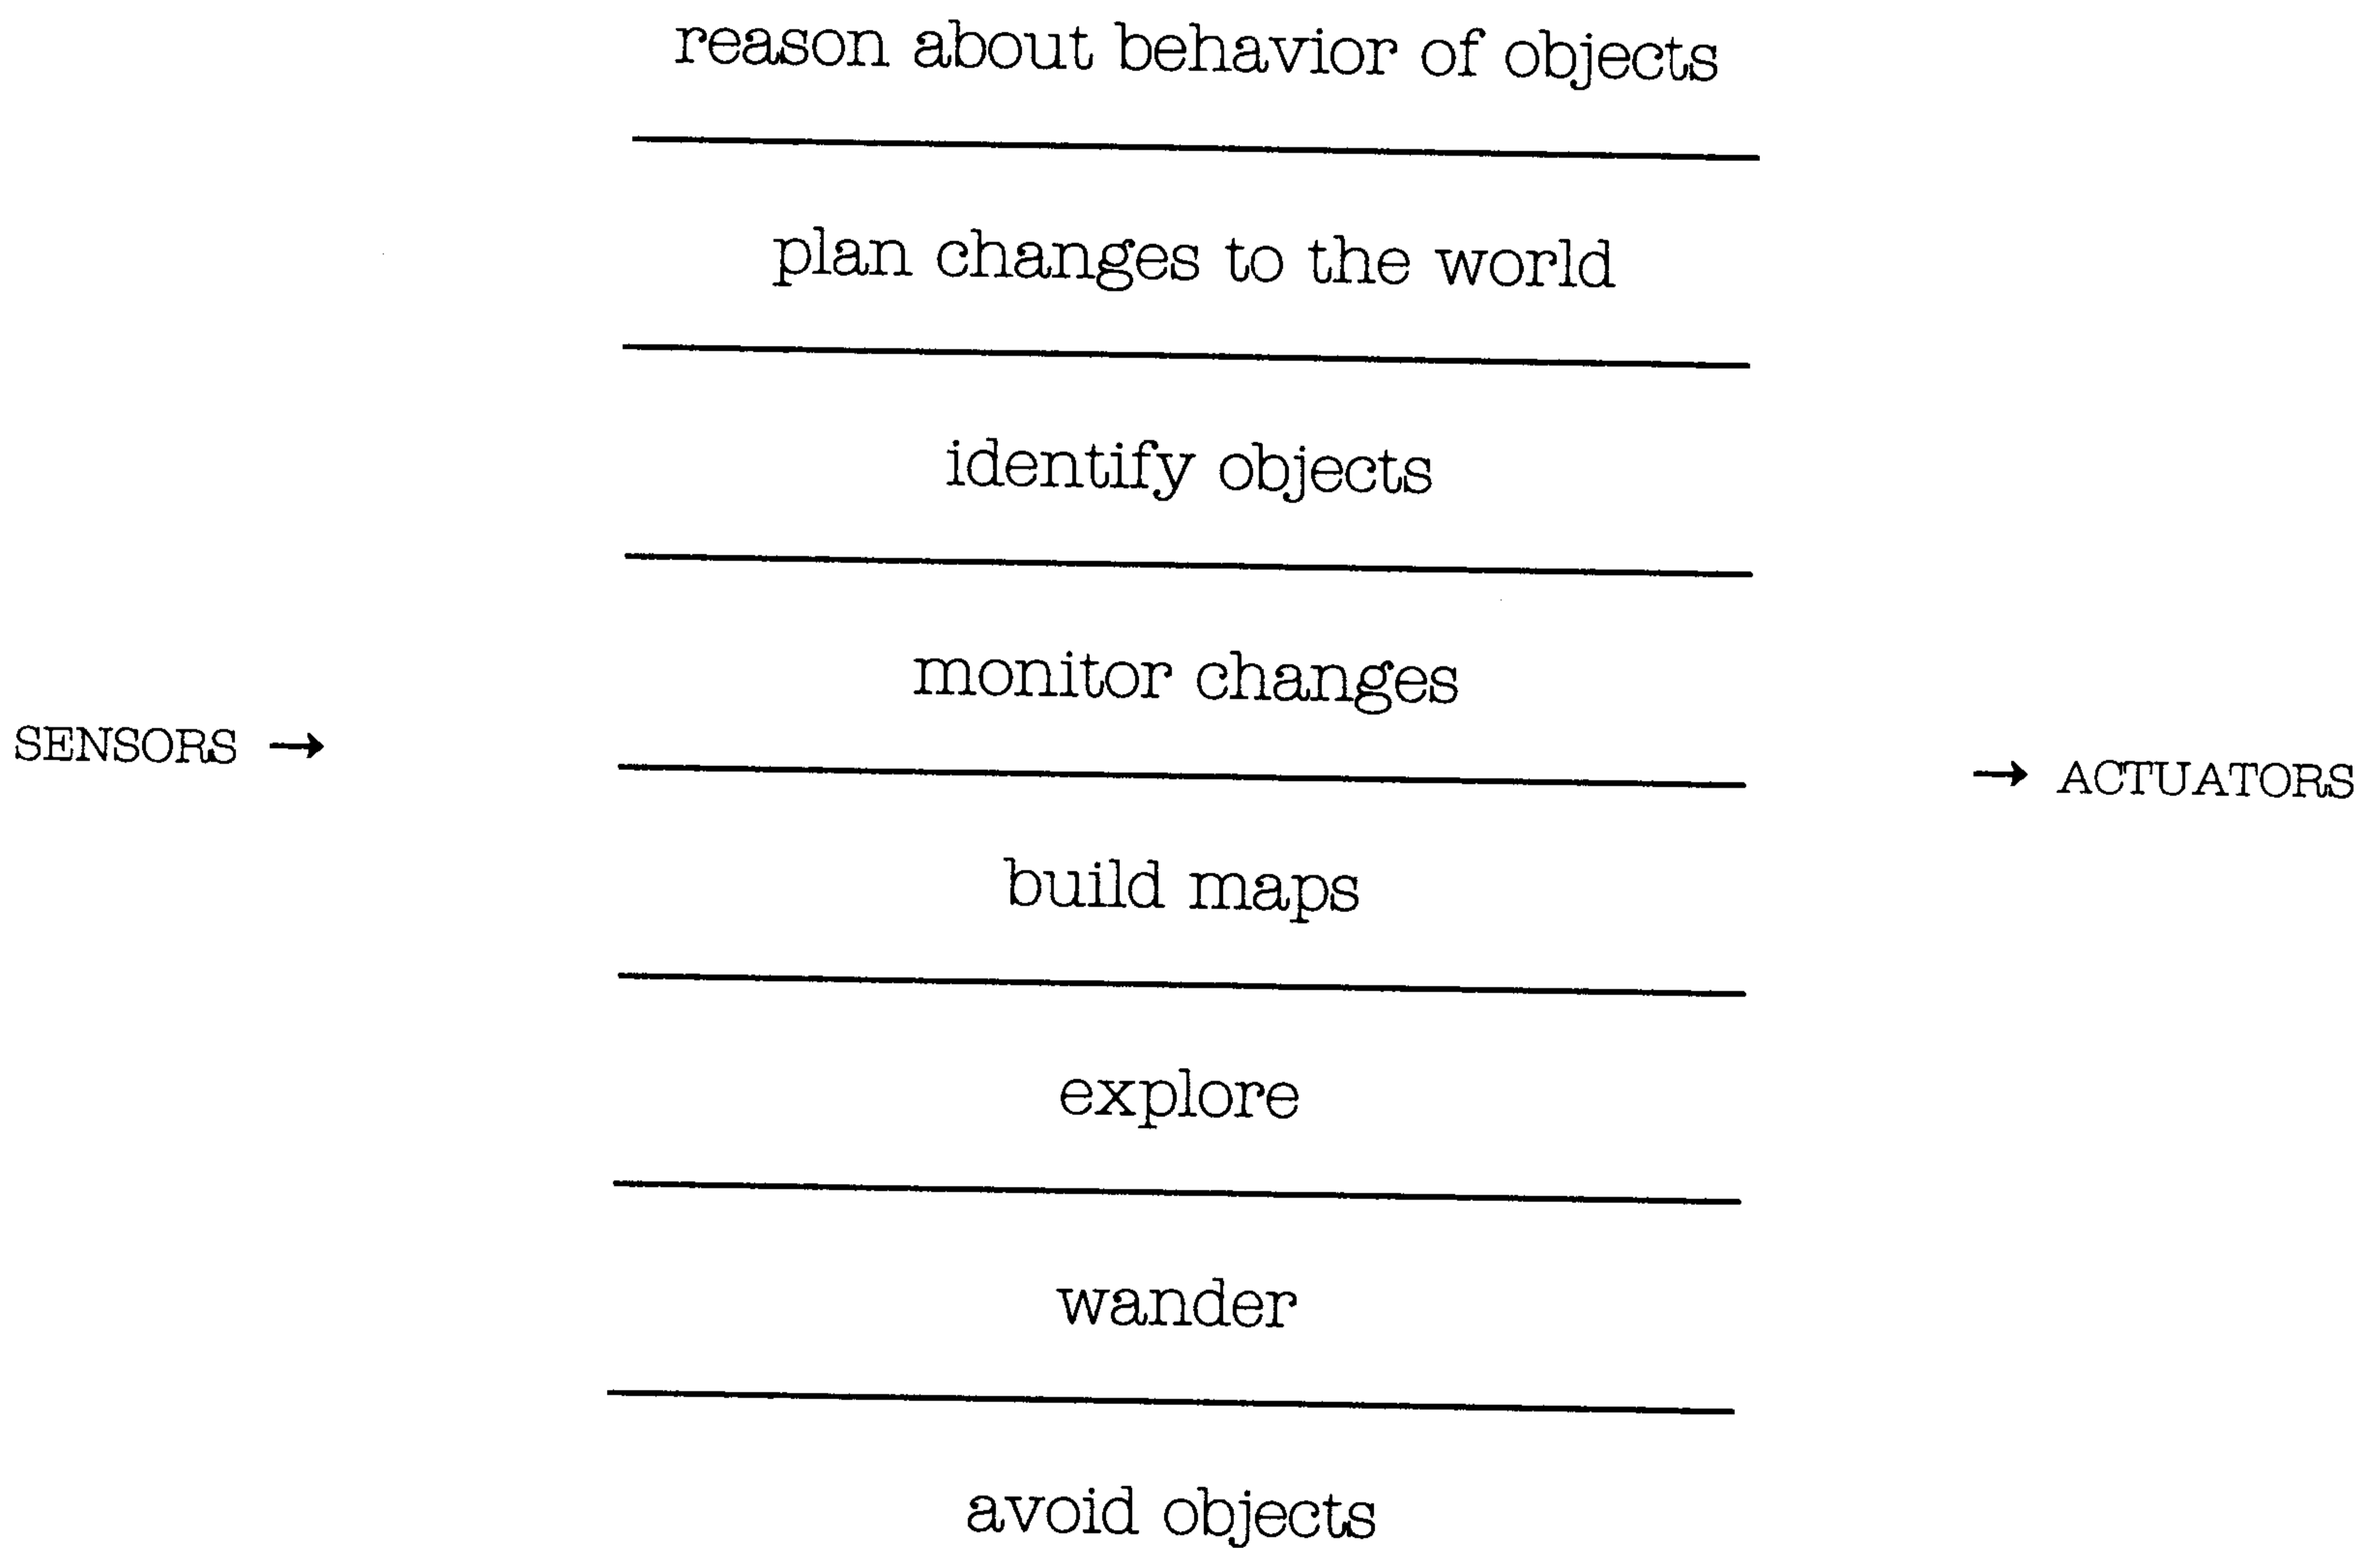 reason about behavior of objects
plan changes to the world
identify objects
monitor changes
SENSORS →
→ ACTUATORS
build maps
explore
wander
avoid objects